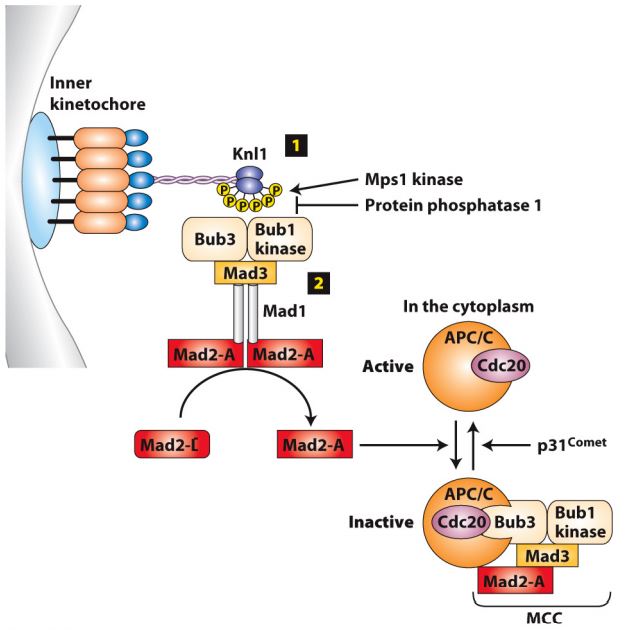 Inner
kinetochore
Knl1
1
P P P P P P P P
Mps1 kinase
Protein phosphatase 1
Bub3
Bub1
kinase
Mad3
2
Mad1
Mad2-A
Mad2-A
In the cytoplasm
APC/C
Active
Cdc20
Mad2-I
Mad2-A
p31Comet
APC/C
Inactive
Cdc20
Bub3
Bub1
kinase
Mad3
Mad2-A
MCC